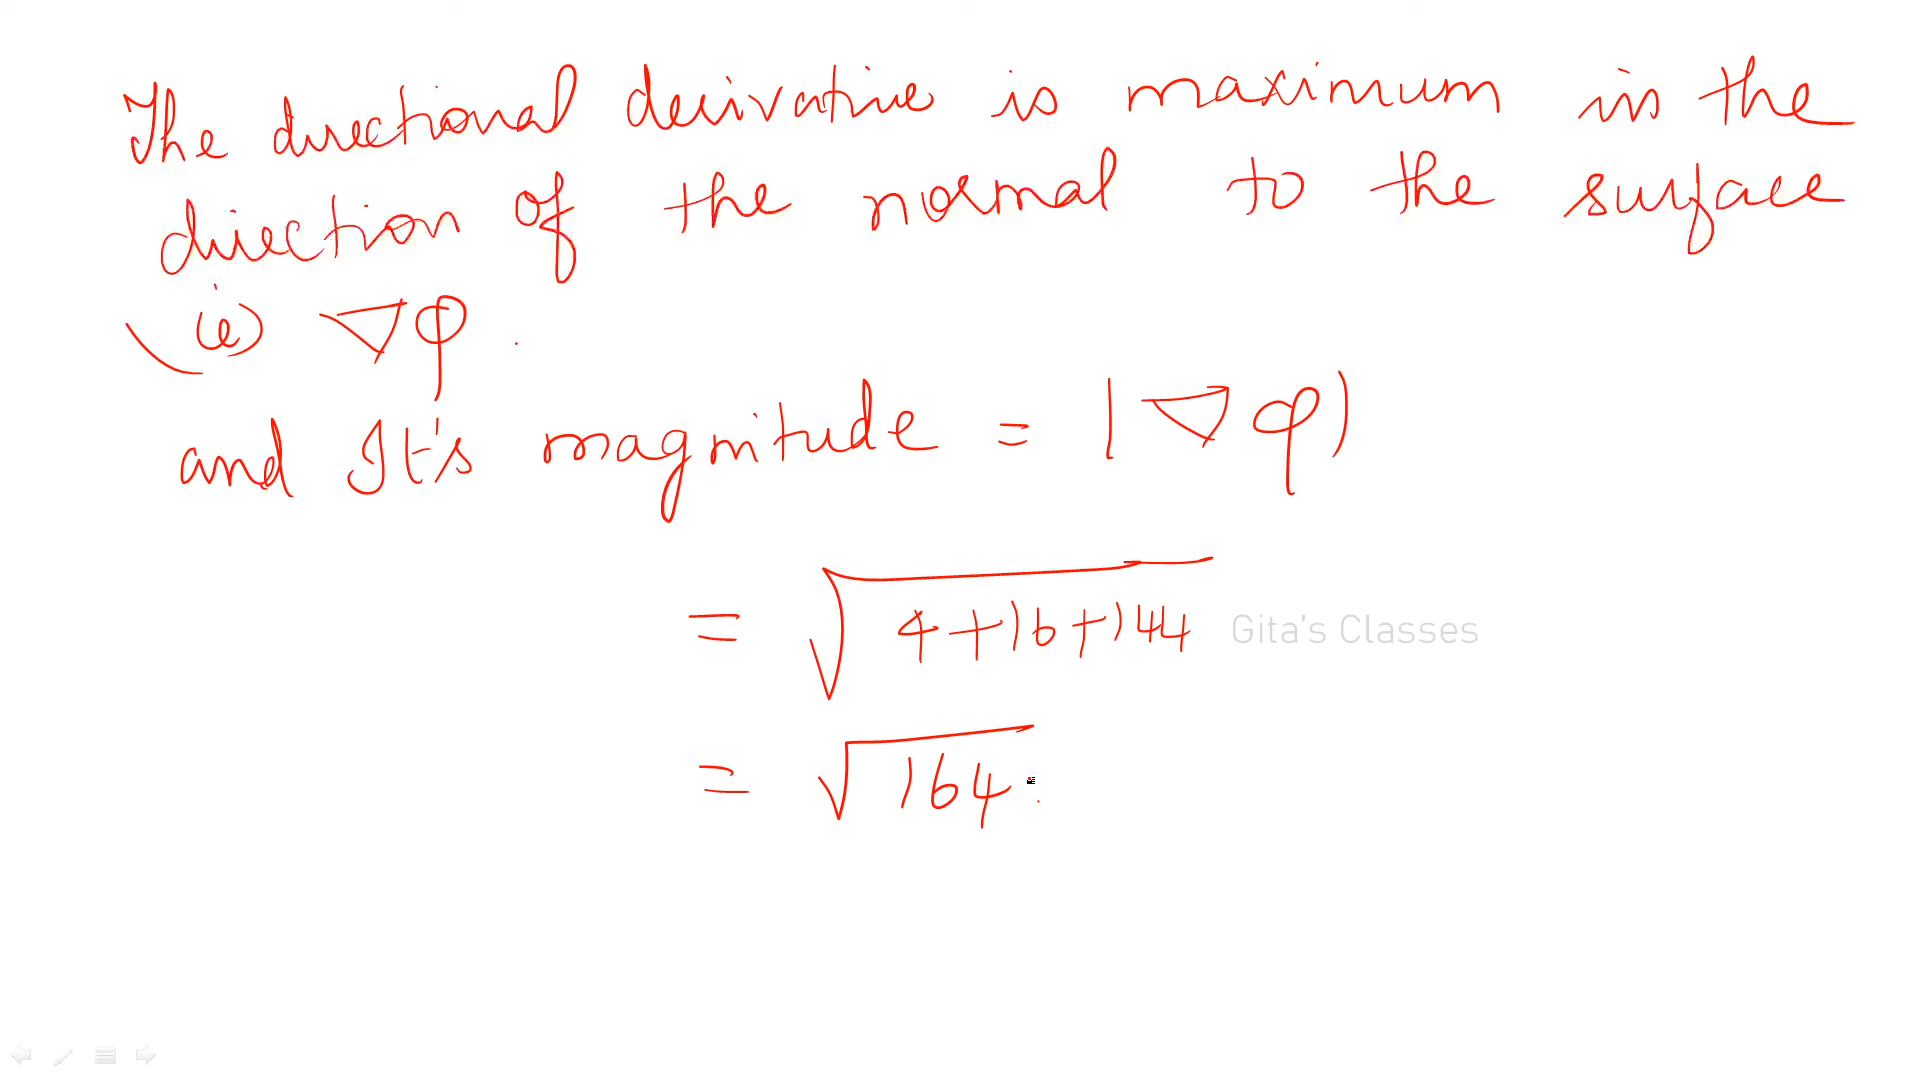 The directional derivative is maximum in the
direction of the normal to the surface
(ie) ∇φ.
and It's magnitude = |∇φ|
= √4+16+144
Gita's Classes
= √164.